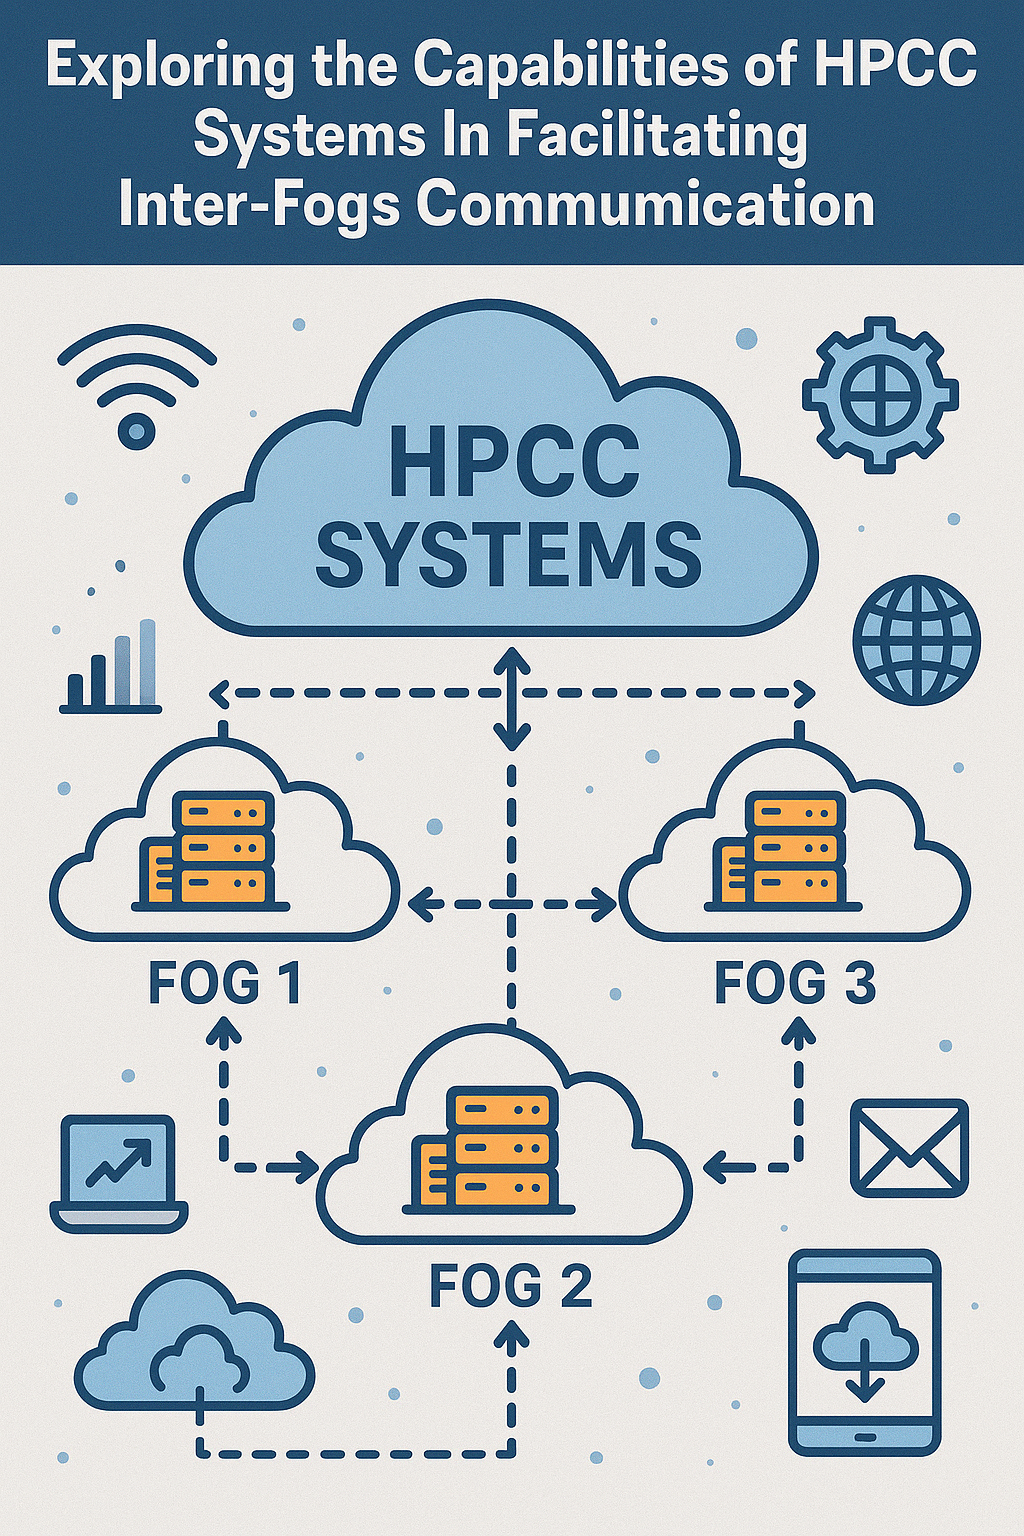 Exploring the Capabilities of HPCC
Systems In Facilitating
Inter-Fogs Commumication
HPCC
SYSTEMS
FOG 1
FOG 3
FOG 2